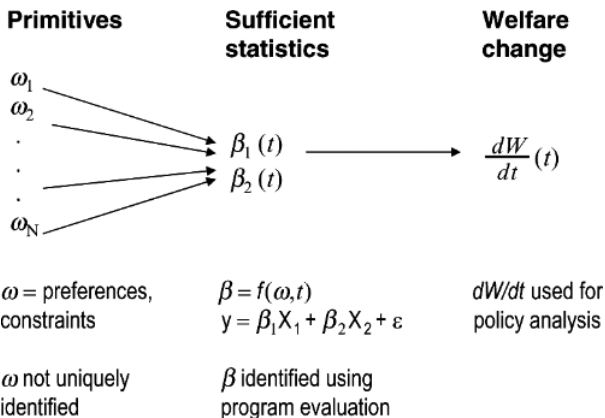 Primitives
Sufficient statistics
Welfare change
ω₁
ω₂
.
.
.
ω_N
β₁ (t)
β₂ (t)
dW/dt (t)
ω = preferences, constraints
β = f(ω,t)
y = β₁X₁ + β₂X₂ + ε
dW/dt used for policy analysis
ω not uniquely identified
β identified using program evaluation